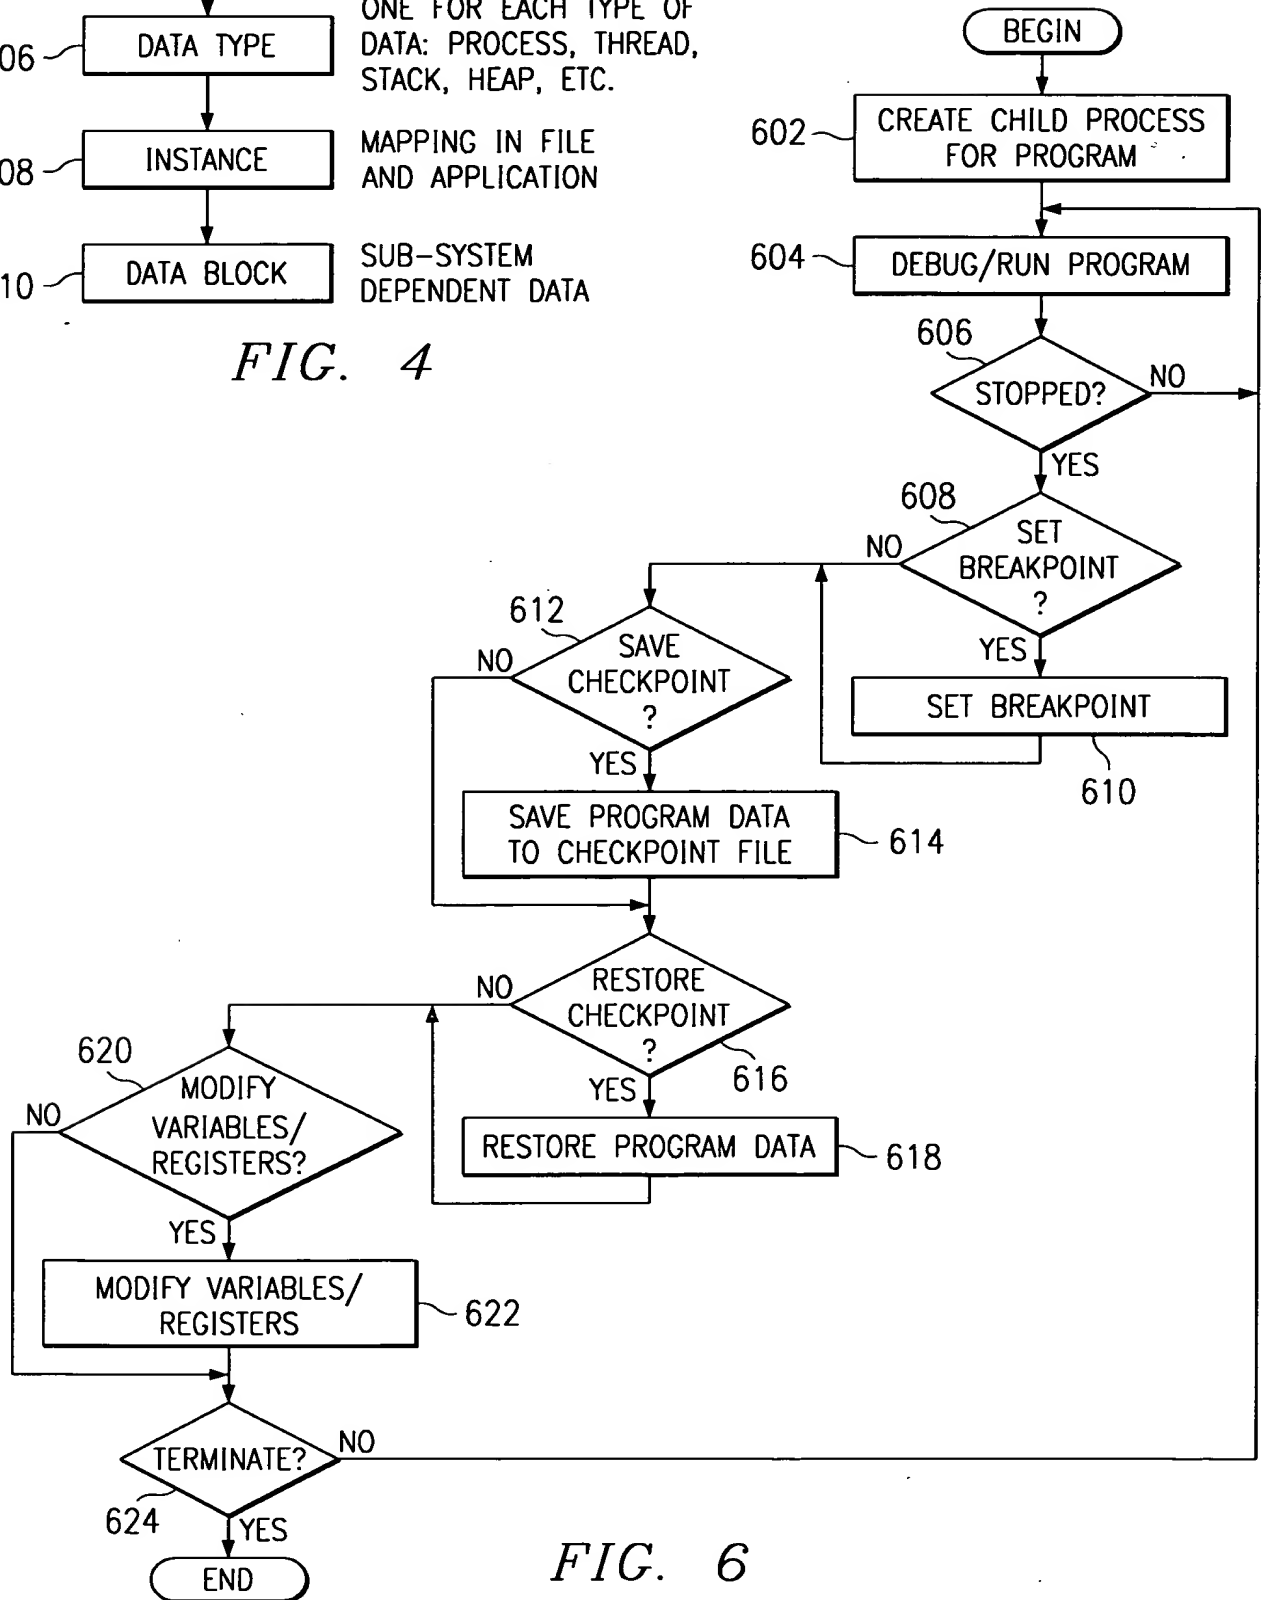 ONE FOR EACH TYPE OF
DATA: PROCESS, THREAD,
STACK, HEAP, ETC.
06
DATA TYPE
08
INSTANCE
MAPPING IN FILE
AND APPLICATION
10
DATA BLOCK
SUB-SYSTEM
DEPENDENT DATA
FIG. 4
BEGIN
602
CREATE CHILD PROCESS
FOR PROGRAM
604
DEBUG/RUN PROGRAM
606
STOPPED?
NO
YES
608
SET
BREAKPOINT
?
NO
YES
SET BREAKPOINT
610
612
SAVE
CHECKPOINT
?
NO
YES
SAVE PROGRAM DATA
TO CHECKPOINT FILE
614
RESTORE
CHECKPOINT
?
NO
616
YES
RESTORE PROGRAM DATA
618
620
MODIFY
VARIABLES/
REGISTERS?
NO
YES
MODIFY VARIABLES/
REGISTERS
622
TERMINATE?
NO
624
YES
END
FIG. 6